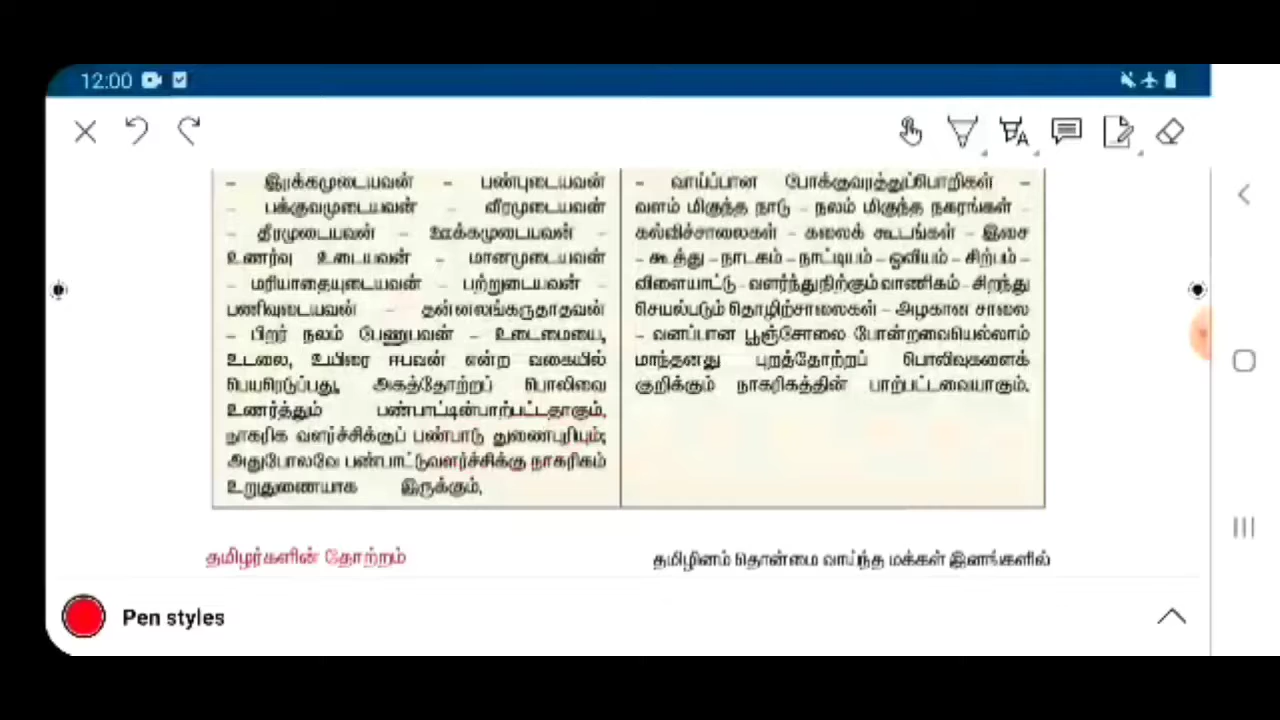 12:00
- இரக்கமுடையவன் - பண்புடையவன்
- பக்குவமுடையவன் - வீரமுடையவன்
- தீரமுடையவன் - ஊக்கமுடையவன் -
உணர்வு உடையவன் - மானமுடையவன்
- மரியாதையுடையவன் - பற்றுடையவன் -
பணிவுடையவன் - தன்னலங்கருதாதவன்
- பிறர் நலம் பேணுபவன் - உடைமையை,
உடலை, உயிரை ஈபவன் என்ற வகையில்
பெயரெடுப்பது, அகத்தோற்றப் பொலிவை
உணர்த்தும் பண்பாட்டின்பாற்பட்டதாகும்.
நாகரிக வளர்ச்சிக்குப் பண்பாடு துணைபுரியும்;
அதுபோலவே பண்பாட்டுவளர்ச்சிக்கு நாகரிகம்
உறுதுணையாக இருக்கும்.
- வாய்ப்பான போக்குவரத்துப்பொறிகள் -
வளம் மிகுந்த நாடு - நலம் மிகுந்த நகரங்கள் -
கல்விச்சாலைகள் - கலைக் கூடங்கள் - இசை
- கூத்து - நாடகம் - நாட்டியம் - ஓவியம் - சிற்பம் -
விளையாட்டு - வளர்ந்துநிற்கும் வாணிகம் - சிறந்து
செயல்படும் தொழிற்சாலைகள் - அழகான சாலை
- வனப்பான பூஞ்சோலை போன்றவையெல்லாம்
மாந்தனது புறத்தோற்றப் பொலிவுகளைக்
குறிக்கும் நாகரிகத்தின் பாற்பட்டவையாகும்.
தமிழர்களின் தோற்றம்
தமிழினம் தொன்மை வாய்ந்த மக்கள் இனங்களில்
Pen styles